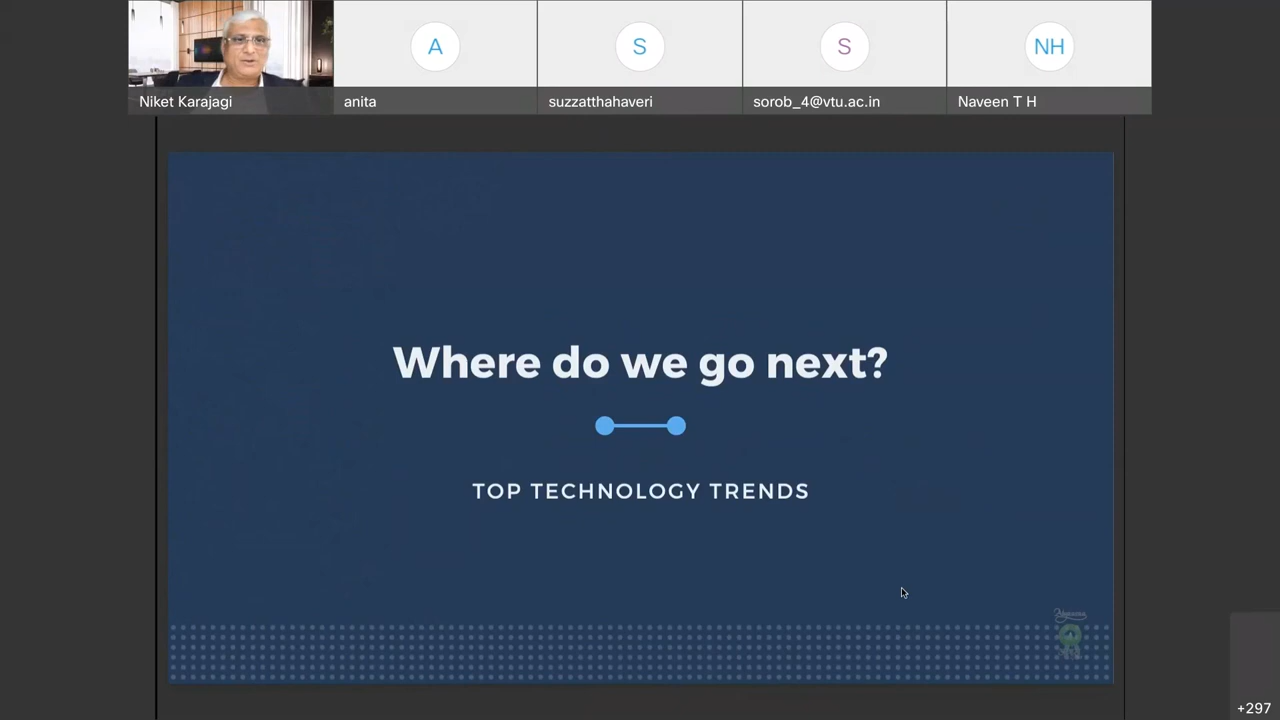 A
S
S
NH
Niket Karajagi
anita
suzzatthahaveri
sorob_4@vtu.ac.in
Naveen T H
Where do we go next?
TOP TECHNOLOGY TRENDS
+297